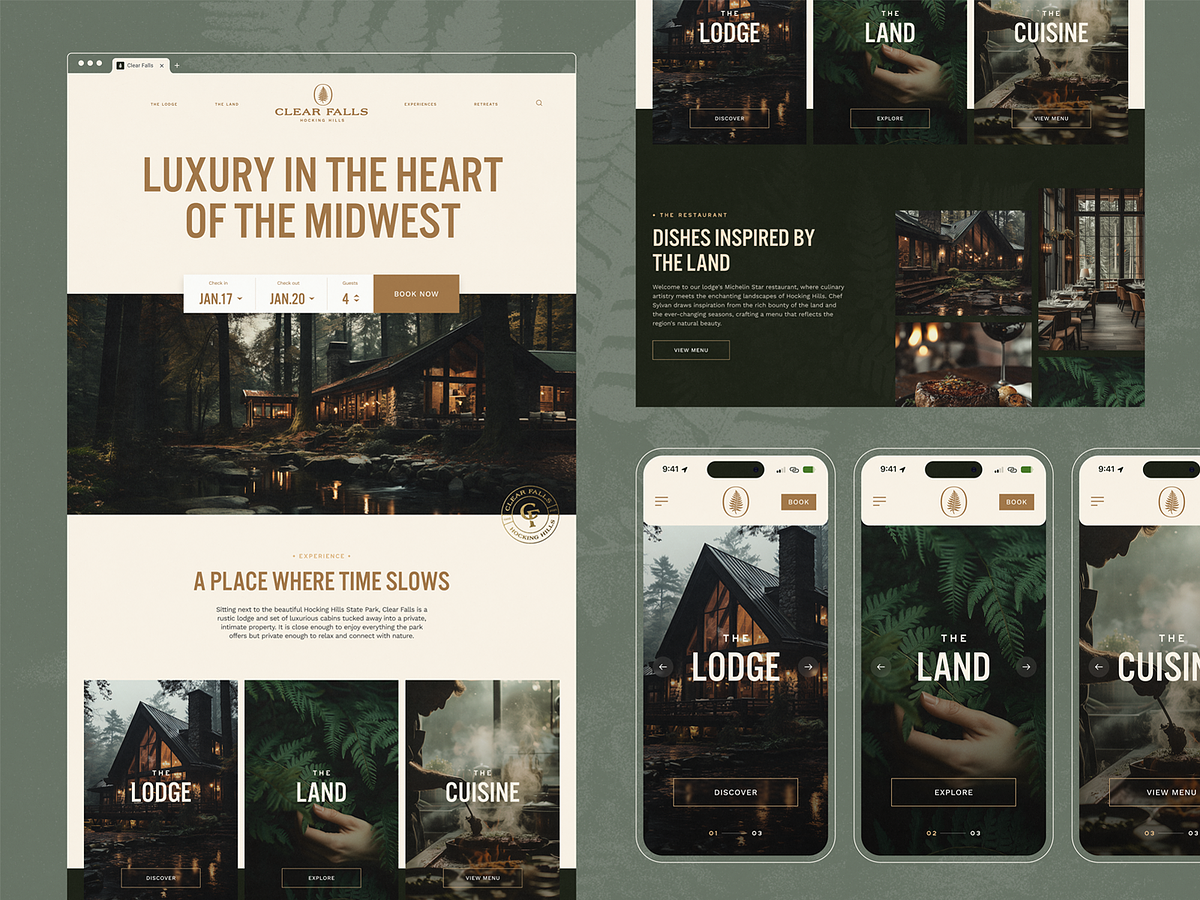 Clear Falls
THE LODGE
THE LAND
CLEAR FALLS
HOCKING HILLS
EXPERIENCES
RETREATS
LUXURY IN THE HEART
OF THE MIDWEST
Check in
JAN.17
Check out
JAN.20
Guests
4
BOOK NOW
CLEAR FALLS
CF
HOCKING HILLS
• EXPERIENCE •
A PLACE WHERE TIME SLOWS
Sitting next to the beautiful Hocking Hills State Park, Clear Falls is a
rustic lodge and set of luxurious cabins tucked away into a private,
intimate property. It is close enough to enjoy everything the park
offers but private enough to relax and connect with nature.
THE
LODGE
DISCOVER
THE
LAND
EXPLORE
THE
CUISINE
VIEW MENU
THE
LODGE
DISCOVER
THE
LAND
EXPLORE
THE
CUISINE
VIEW MENU
• THE RESTAURANT
DISHES INSPIRED BY
THE LAND
Welcome to our lodge's Michelin Star restaurant, where culinary
artistry meets the enchanting landscapes of Hocking Hills. Chef
Sylvan draws inspiration from the rich bounty of the land and
the ever-changing seasons, crafting a menu that reflects the
region's natural beauty.
VIEW MENU
9:41
BOOK
THE
LODGE
DISCOVER
01
03
9:41
BOOK
THE
LAND
EXPLORE
02
03
9:41
THE
CUISIN
VIEW MENU
03
03